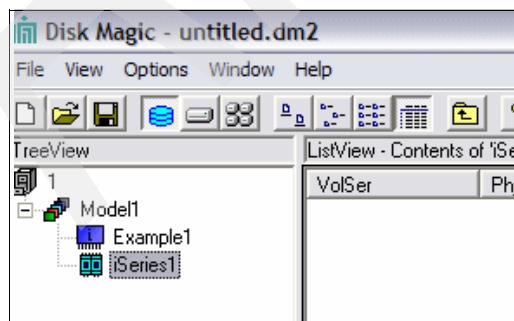 Disk Magic - untitled.dm2
File View Options Window Help
TreeView
ListView - Contents of 'iSe
VolSer Ph
1
Model1
Example1
iSeries1